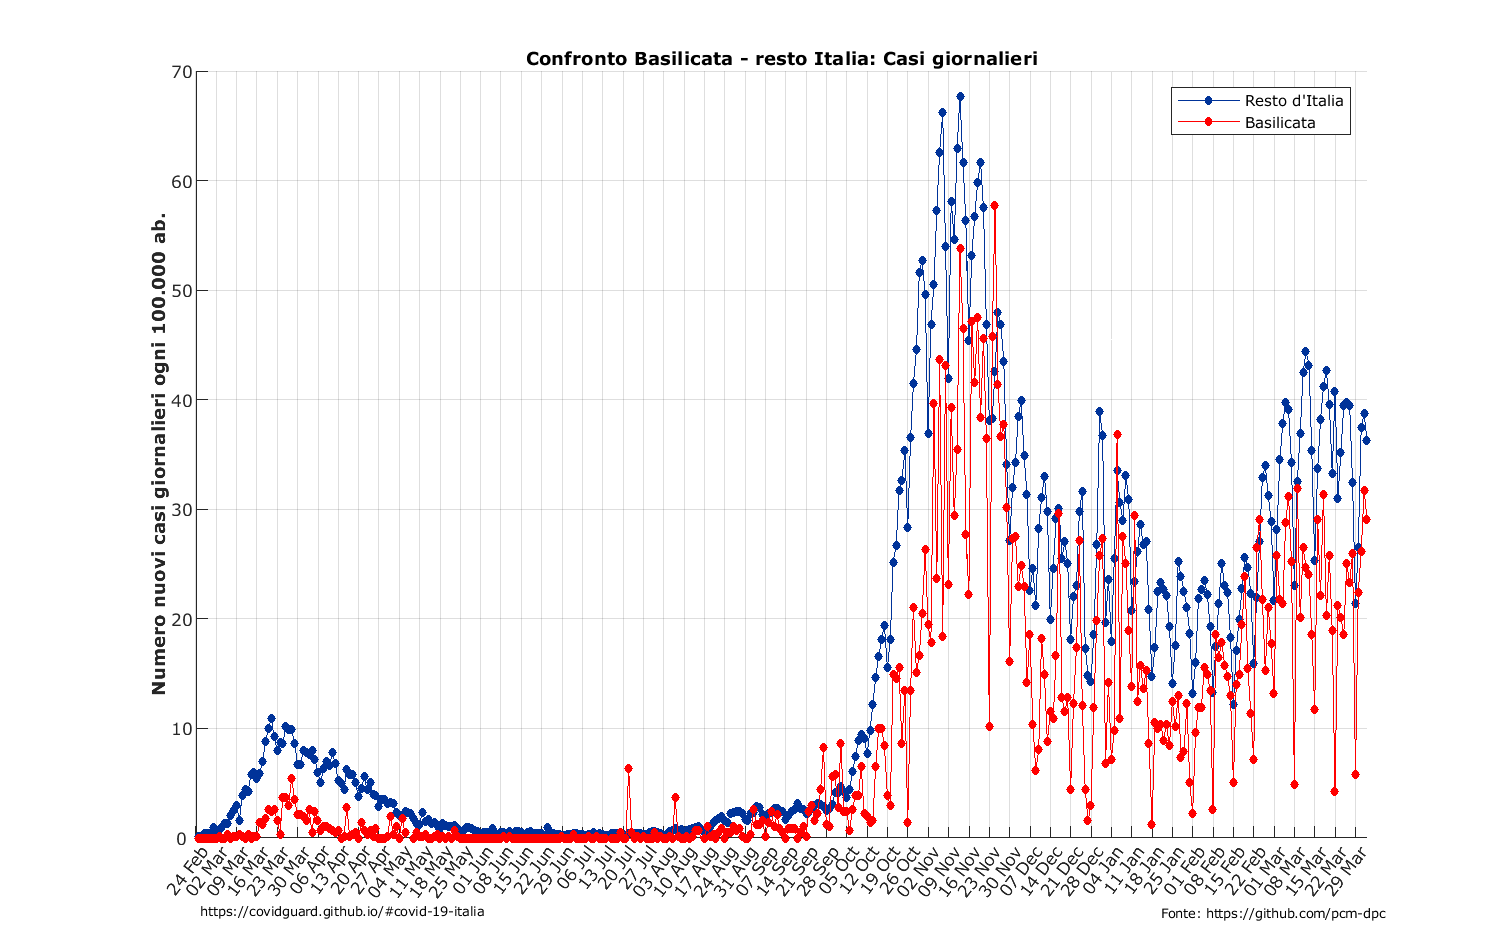 Confronto Basilicata - resto Italia: Casi giornalieri
Resto d'Italia
Basilicata
Numero nuovi casi giornalieri ogni 100.000 ab.
70
60
50
40
30
20
10
0
24 Feb
02 Mar
09 Mar
16 Mar
23 Mar
30 Mar
06 Apr
13 Apr
20 Apr
27 Apr
04 May
11 May
18 May
25 May
01 Jun
08 Jun
15 Jun
22 Jun
29 Jun
06 Jul
13 Jul
20 Jul
27 Jul
03 Aug
10 Aug
17 Aug
24 Aug
31 Aug
07 Sep
14 Sep
21 Sep
28 Sep
05 Oct
12 Oct
19 Oct
26 Oct
02 Nov
09 Nov
16 Nov
23 Nov
30 Nov
07 Dec
14 Dec
21 Dec
28 Dec
04 Jan
11 Jan
18 Jan
25 Jan
01 Feb
08 Feb
15 Feb
22 Feb
01 Mar
08 Mar
15 Mar
22 Mar
29 Mar
https://covidguard.github.io/#covid-19-italia
Fonte: https://github.com/pcm-dpc